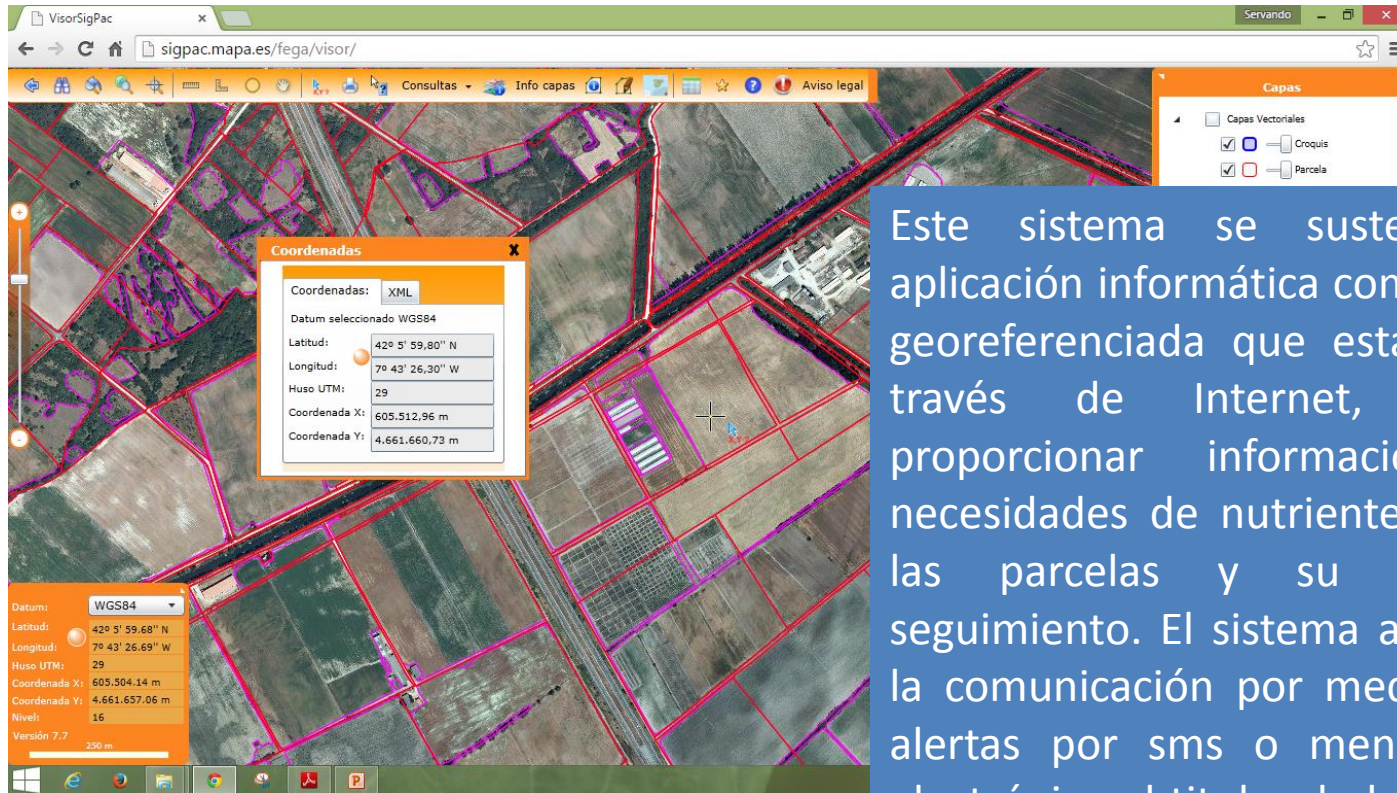 VisorSigPac
Servando
sigpac.mapa.es/fega/visor/
Consultas
Info capas
Aviso legal
Capas
Capas Vectoriales
Croquis
Parcela
Coordenadas
Coordenadas:
XML
Datum seleccionado WGS84
Latitud: 42º 5' 59,80'' N
Longitud: 7º 43' 26,30'' W
Huso UTM: 29
Coordenada X: 605.512,96 m
Coordenada Y: 4.661.660,73 m
X,Y ?
Datum: WGS84
Latitud: 42º 5' 59.68'' N
Longitud: 7º 43' 26.69'' W
Huso UTM: 29
Coordenada X: 605.504.14 m
Coordenada Y: 4.661.657.06 m
Nivel: 16
Versión 7.7
250 m
Este sistema se suste
aplicación informática con
georeferenciada que esta
través de Internet,
proporcionar informació
necesidades de nutriente
las parcelas y su
seguimiento. El sistema a
la comunicación por med
alertas por sms o men